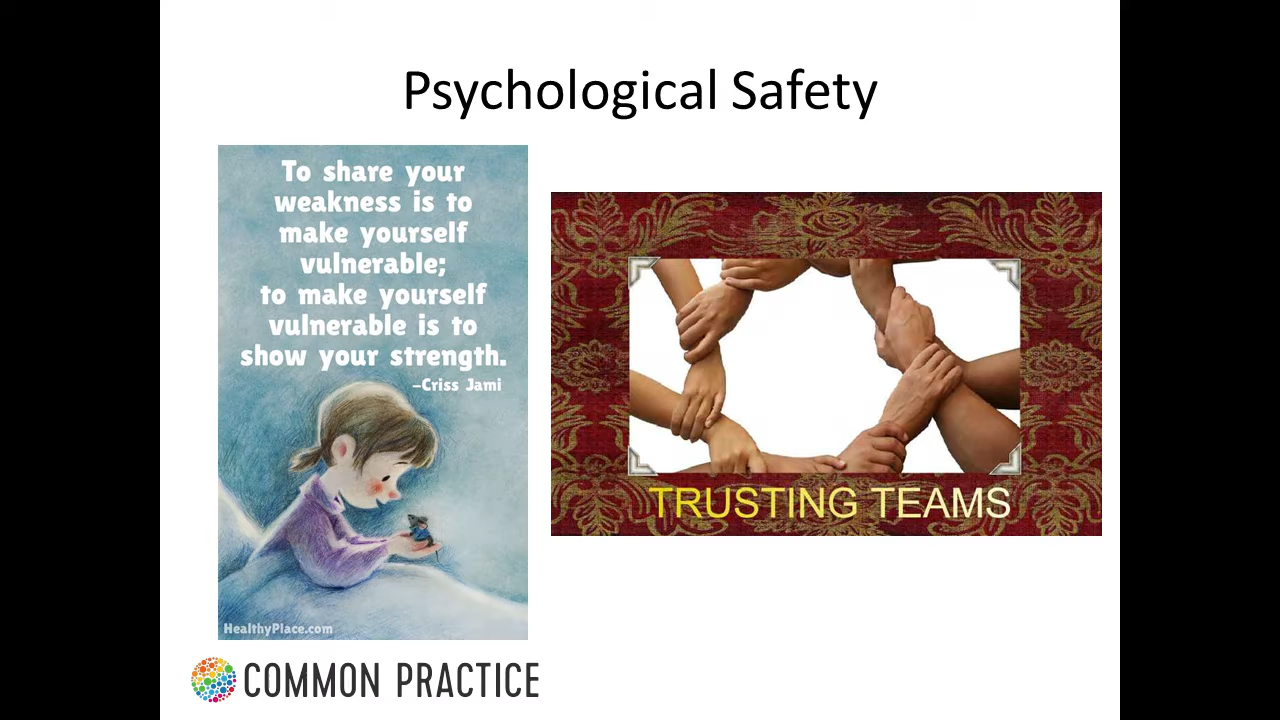 Psychological Safety
To share your
weakness is to
make yourself
vulnerable;
to make yourself
vulnerable is to
show your strength.
–Criss Jami
HealthyPlace.com
TRUSTING TEAMS
COMMON PRACTICE